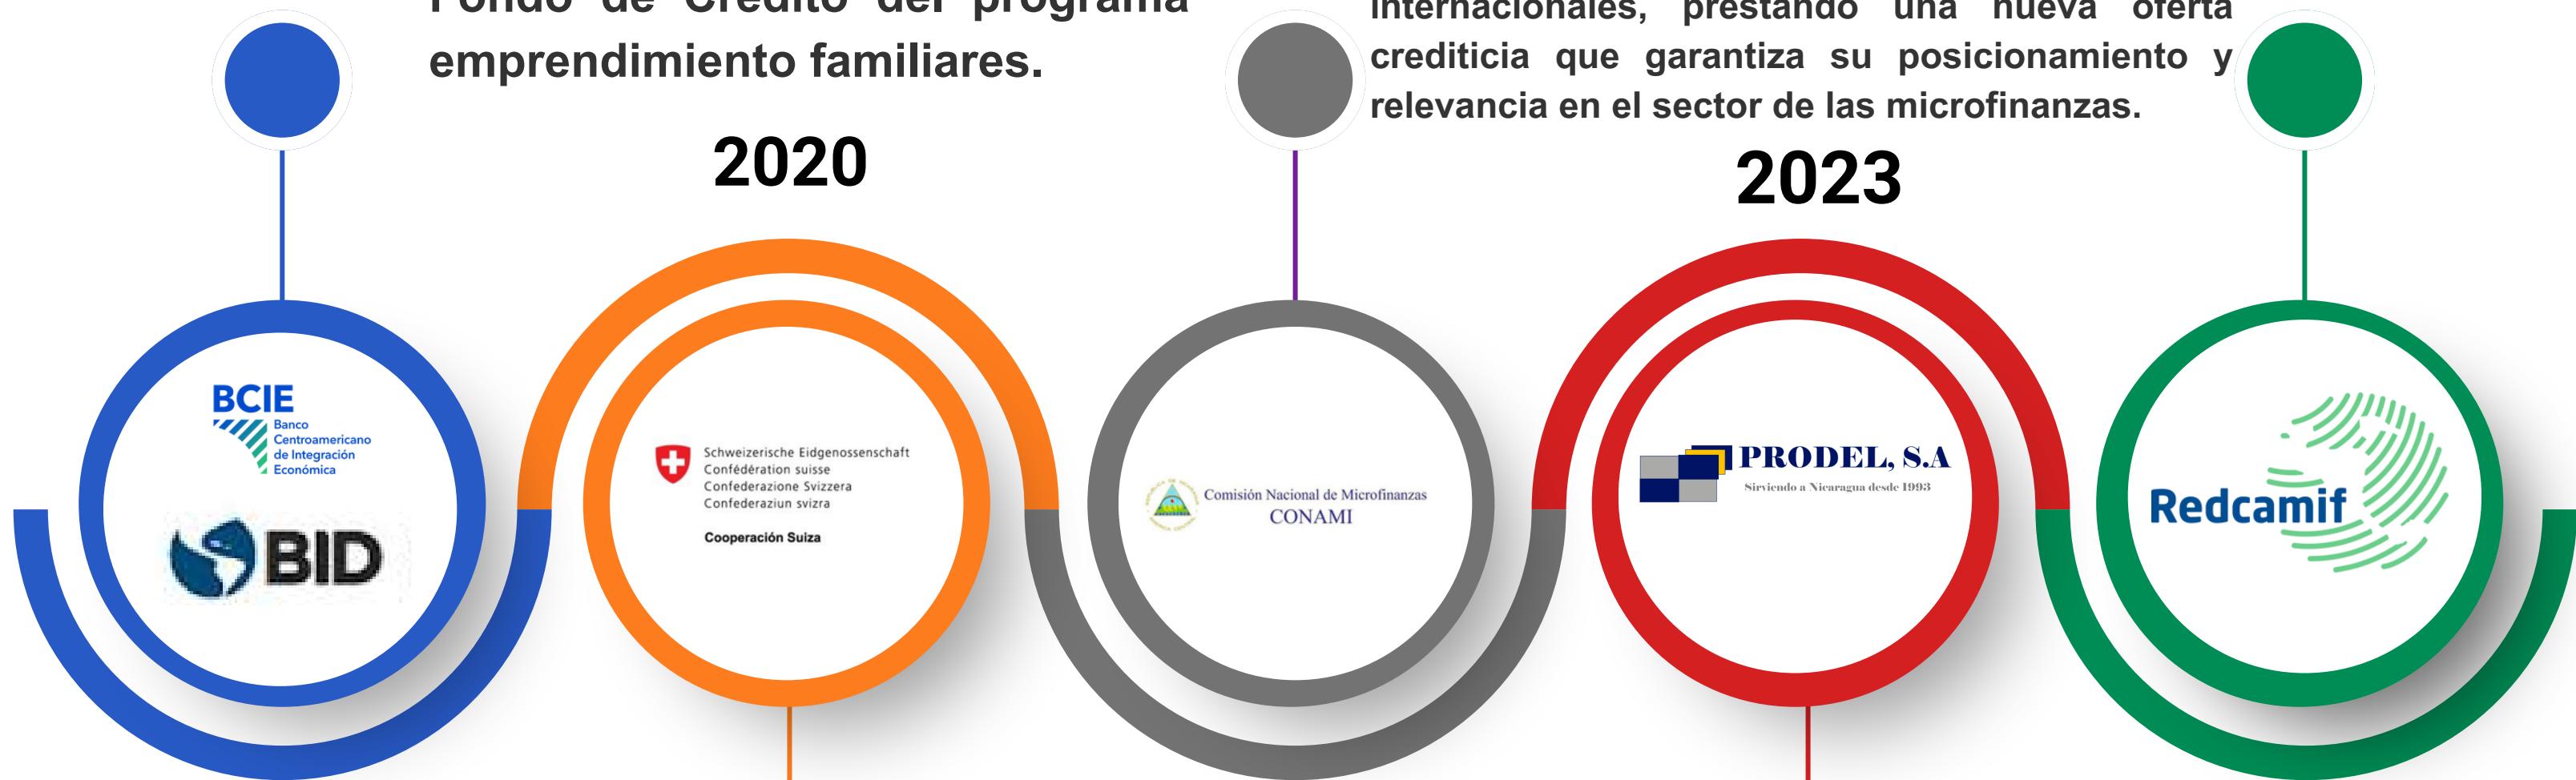 Fondo de Crédito del programa
emprendimiento familiares.
internacionales, prestando una nueva oferta
crediticia que garantiza su posicionamiento y
relevancia en el sector de las microfinanzas.
2020
2023
BCIE
Banco
Centroamericano
de Integración
Económica
BID
Schweizerische Eidgenossenschaft
Confédération suisse
Confederazione Svizzera
Confederaziun svizra
Cooperación Suiza
Comisión Nacional de Microfinanzas
CONAMI
PRODEL, S.A
Sirviendo a Nicaragua desde 1993
Redcamif